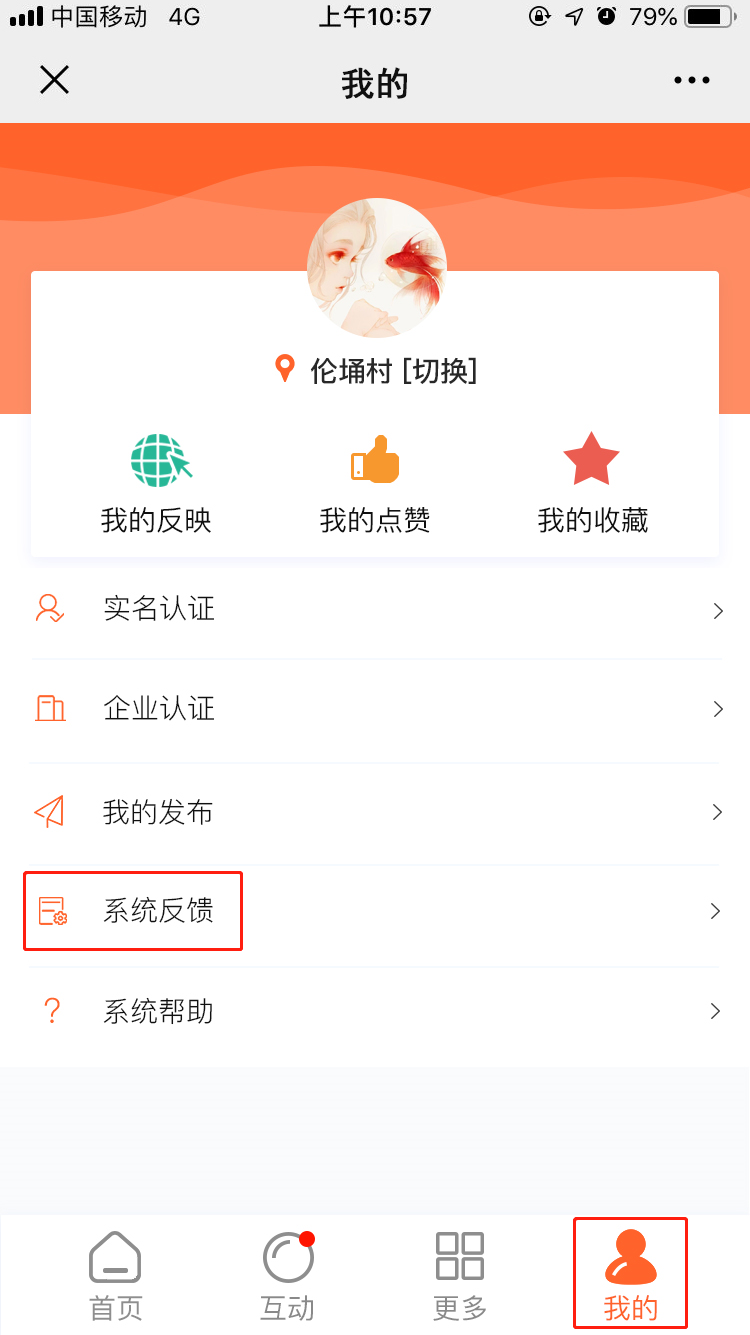 中国移动 4G 上午10:57 79%
我的
伦埇村 [切换]
我的反映 我的点赞 我的收藏
实名认证
企业认证
我的发布
系统反馈
系统帮助
首页 互动 更多 我的